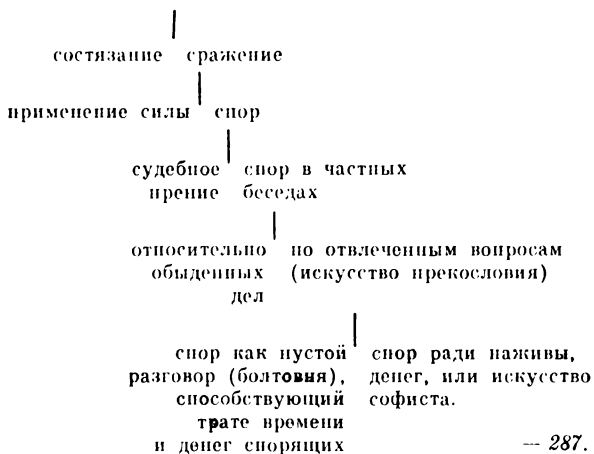 состязание сражение
применение силы спор
судебное спор в частных
прение беседах
относительно по отвлеченным вопросам
обыденных (искусство прекословия)
дел
спор как пустой спор ради наживы,
разговор (болтовня), денег, или искусство
способствующий софиста.
трате времени
и денег спорящих — 287.